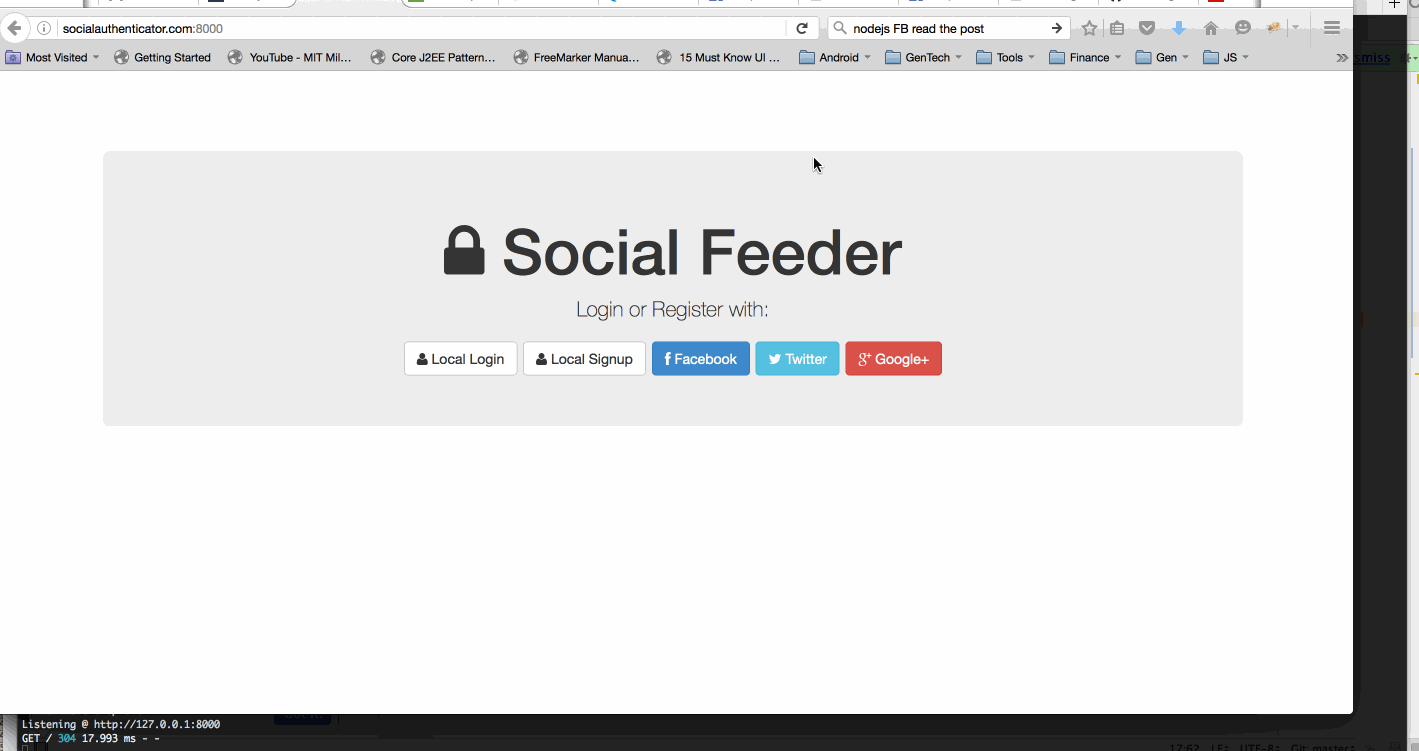 socialauthenticator.com:8000
nodejs FB read the post
Most Visited
Getting Started
YouTube - MIT Mil...
Core J2EE Pattern...
FreeMarker Manua...
15 Must Know UI ...
Android
GenTech
Tools
Finance
Gen
JS
»
smiss
Social Feeder
Login or Register with:
Local Login
Local Signup
f Facebook
Twitter
g+ Google+
Listening @ http://127.0.0.1:8000
GET / 304 17.993 ms - -
17:62 LF: UTF-8: Git: master: